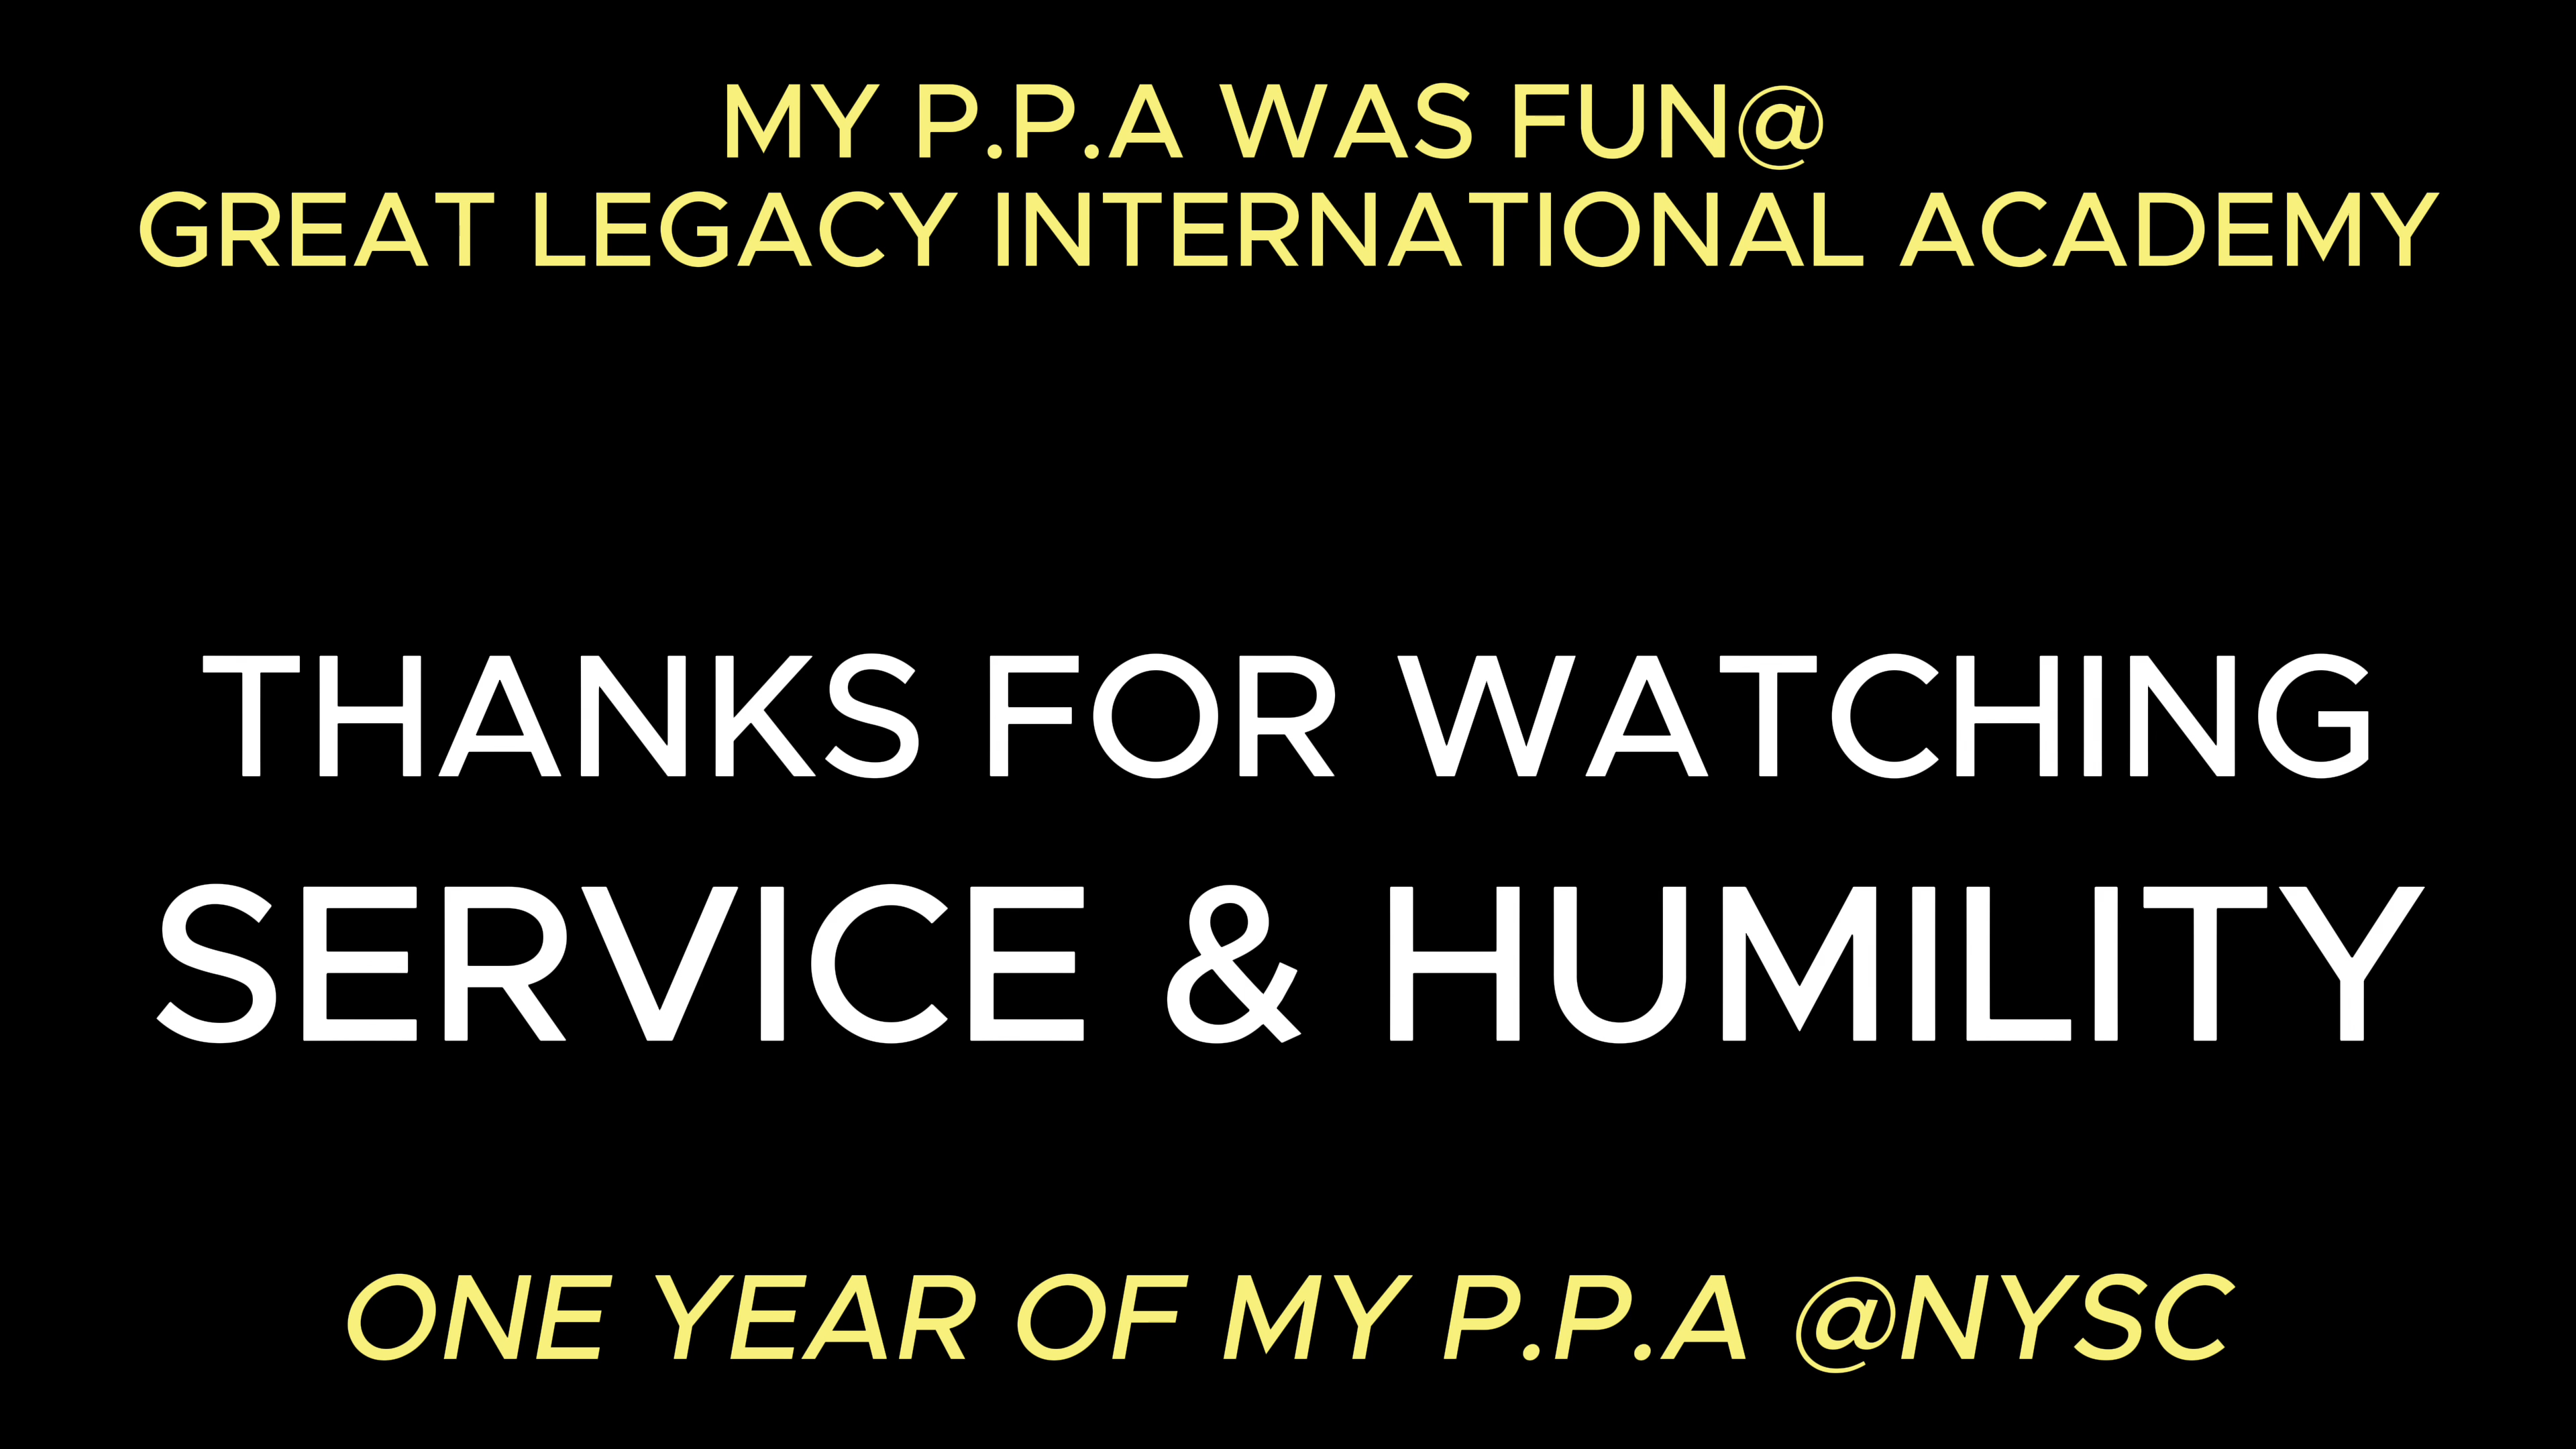 MY P.P.A WAS FUN@
GREAT LEGACY INTERNATIONAL ACADEMY
THANKS FOR WATCHING
SERVICE & HUMILITY
ONE YEAR OF MY P.P.A @NYSC